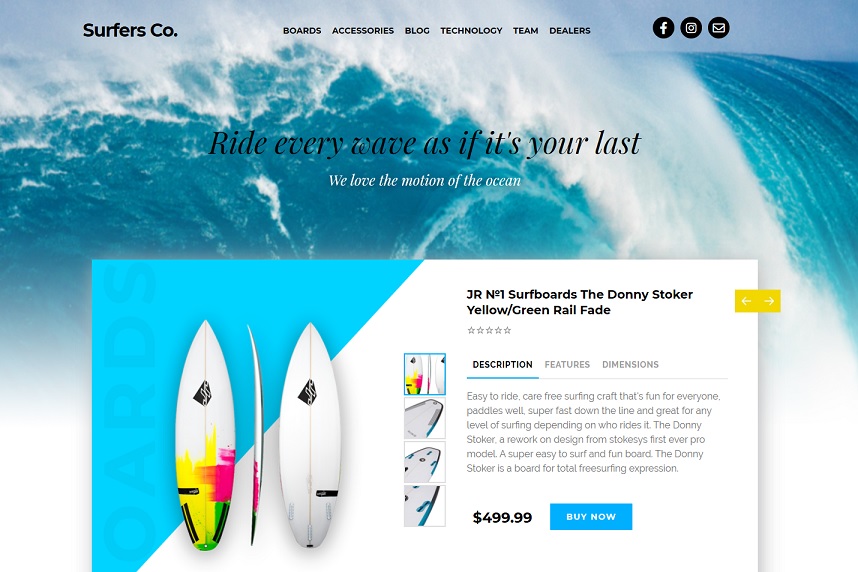 Surfers Co.
BOARDS ACCESSORIES BLOG TECHNOLOGY TEAM DEALERS
Ride every wave as if it's your last
We love the motion of the ocean
OARDS
JR №1 Surfboards The Donny Stoker
Yellow/Green Rail Fade
DESCRIPTION FEATURES DIMENSIONS
Easy to ride, care free surfing craft that's fun for everyone,
paddles well, super fast down the line and great for any
level of surfing depending on who rides it. The Donny
Stoker, a rework on design from stokesys first ever pro
model. A super easy to surf and fun board. The Donny
Stoker is a board for total freesurfing expression.
$499.99 BUY NOW